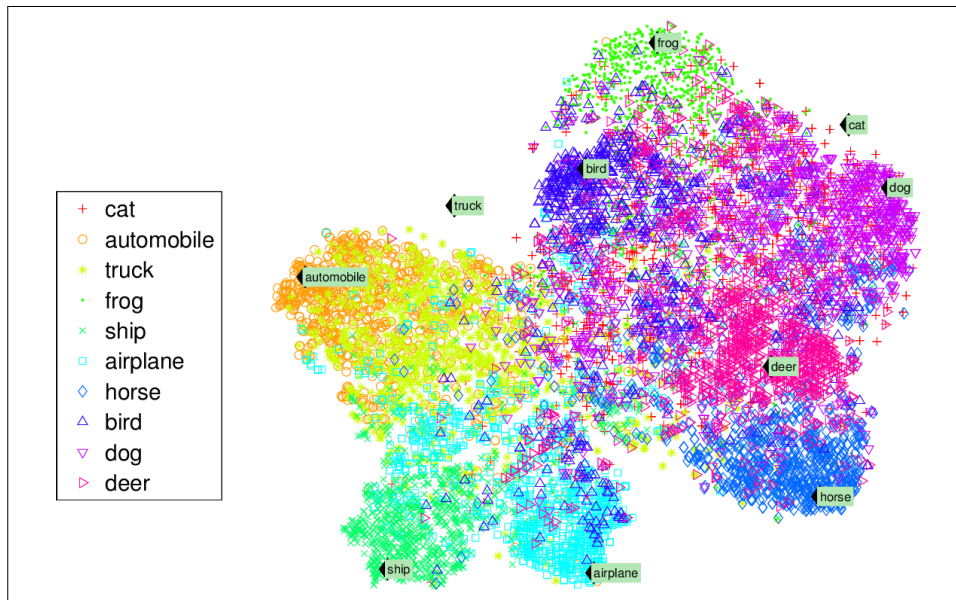 frog
cat
bird
dog
truck
automobile
deer
horse
ship
airplane
cat
automobile
truck
frog
ship
airplane
horse
bird
dog
deer